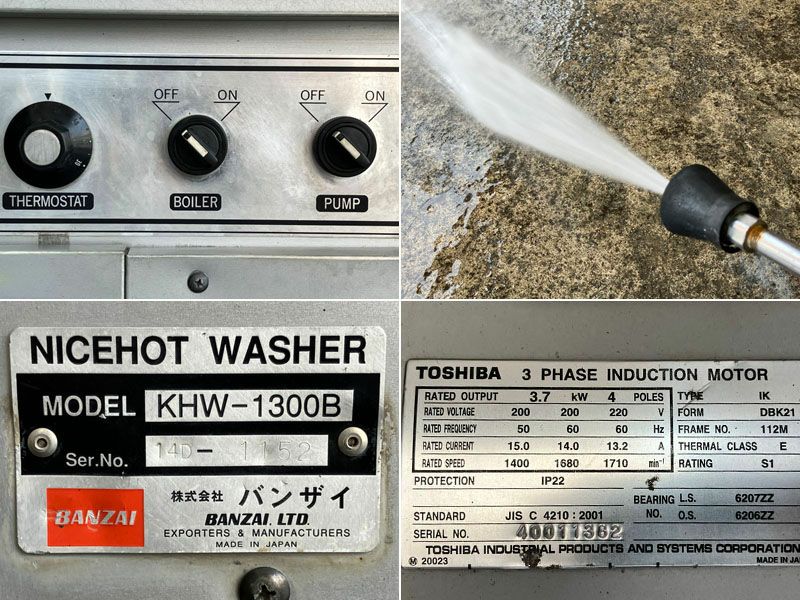 OFF ON OFF ON
THERMOSTAT BOILER PUMP
NICEHOT WASHER
MODEL KHW-1300B
Ser.No. 14D- 1152
BANZAI 株式会社 バンザイ
BANZAI, LTD.
EXPORTERS & MANUFACTURERS
MADE IN JAPAN
TOSHIBA 3 PHASE INDUCTION MOTOR
RATED OUTPUT 3.7 kW 4 POLES TYPE IK
RATED VOLTAGE 200 200 220 V FORM DBK21
RATED FREQUENCY 50 60 60 Hz FRAME NO. 112M
RATED CURRENT 15.0 14.0 13.2 A THERMAL CLASS E
RATED SPEED 1400 1680 1710 min⁻¹ RATING S1
PROTECTION IP22
BEARING NO. L.S. 6207ZZ
STANDARD JIS C 4210:2001 O.S. 6206ZZ
SERIAL NO. 40011362
TOSHIBA INDUSTRIAL PRODUCTS AND SYSTEMS CORPORATION
M 20023 MADE IN